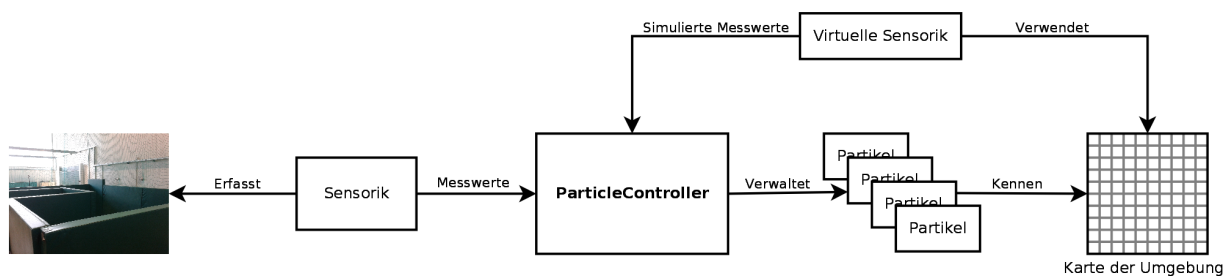 Simulierte Messwerte
Virtuelle Sensorik
Verwendet
Erfasst
Sensorik
Messwerte
ParticleController
Verwaltet
Partikel
Partikel
Partikel
Partikel
Kennen
Karte der Umgebung